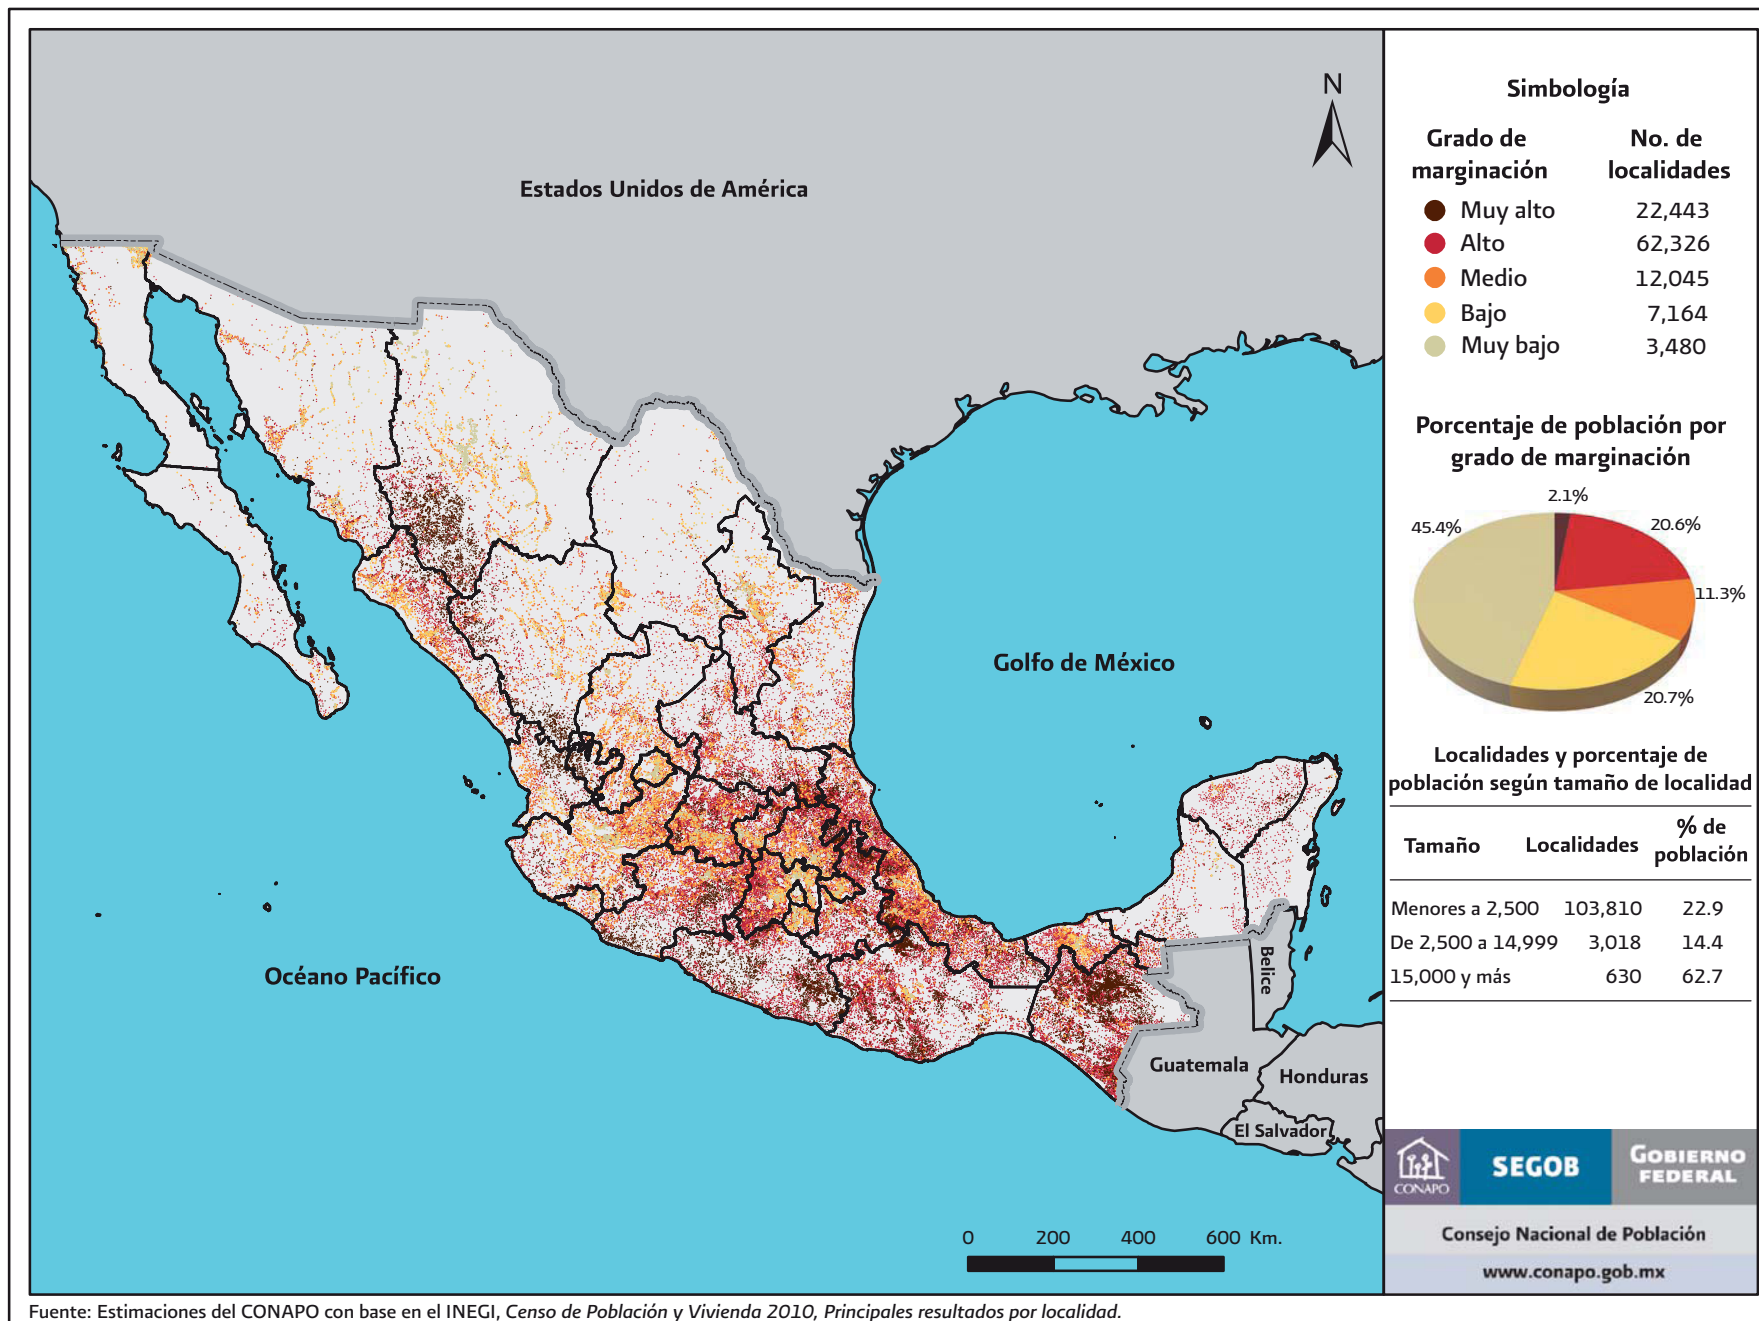 N
Estados Unidos de América
Golfo de México
Océano Pacífico
Belice
Guatemala
Honduras
El Salvador
0 200 400 600 Km.
Simbología
Grado de marginación No. de localidades
Muy alto 22,443
Alto 62,326
Medio 12,045
Bajo 7,164
Muy bajo 3,480
Porcentaje de población por
grado de marginación
2.1%
45.4%
20.6%
11.3%
20.7%
Localidades y porcentaje de
población según tamaño de localidad
Tamaño Localidades % de población
Menores a 2,500 103,810 22.9
De 2,500 a 14,999 3,018 14.4
15,000 y más 630 62.7
CONAPO
SEGOB
GOBIERNO
FEDERAL
Consejo Nacional de Población
www.conapo.gob.mx
Fuente: Estimaciones del CONAPO con base en el INEGI, Censo de Población y Vivienda 2010, Principales resultados por localidad.